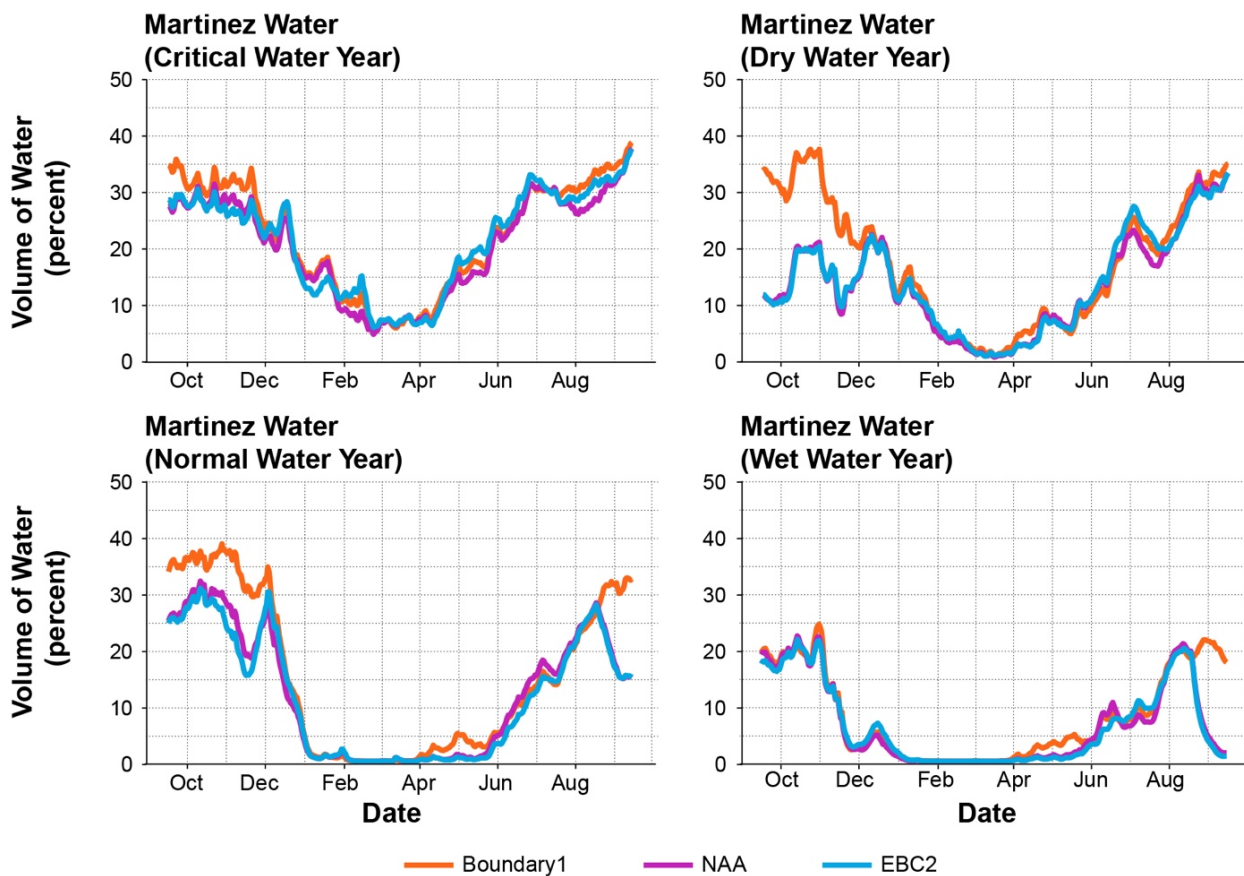 Martinez Water
(Critical Water Year)
Martinez Water
(Dry Water Year)
Volume of Water
(percent)
50
40
30
20
10
0
Oct Dec Feb Apr Jun Aug
50
40
30
20
10
0
Oct Dec Feb Apr Jun Aug
Martinez Water
(Normal Water Year)
Martinez Water
(Wet Water Year)
Volume of Water
(percent)
50
40
30
20
10
0
Oct Dec Feb Apr Jun Aug
Date
50
40
30
20
10
0
Oct Dec Feb Apr Jun Aug
Date
Boundary1 NAA EBC2